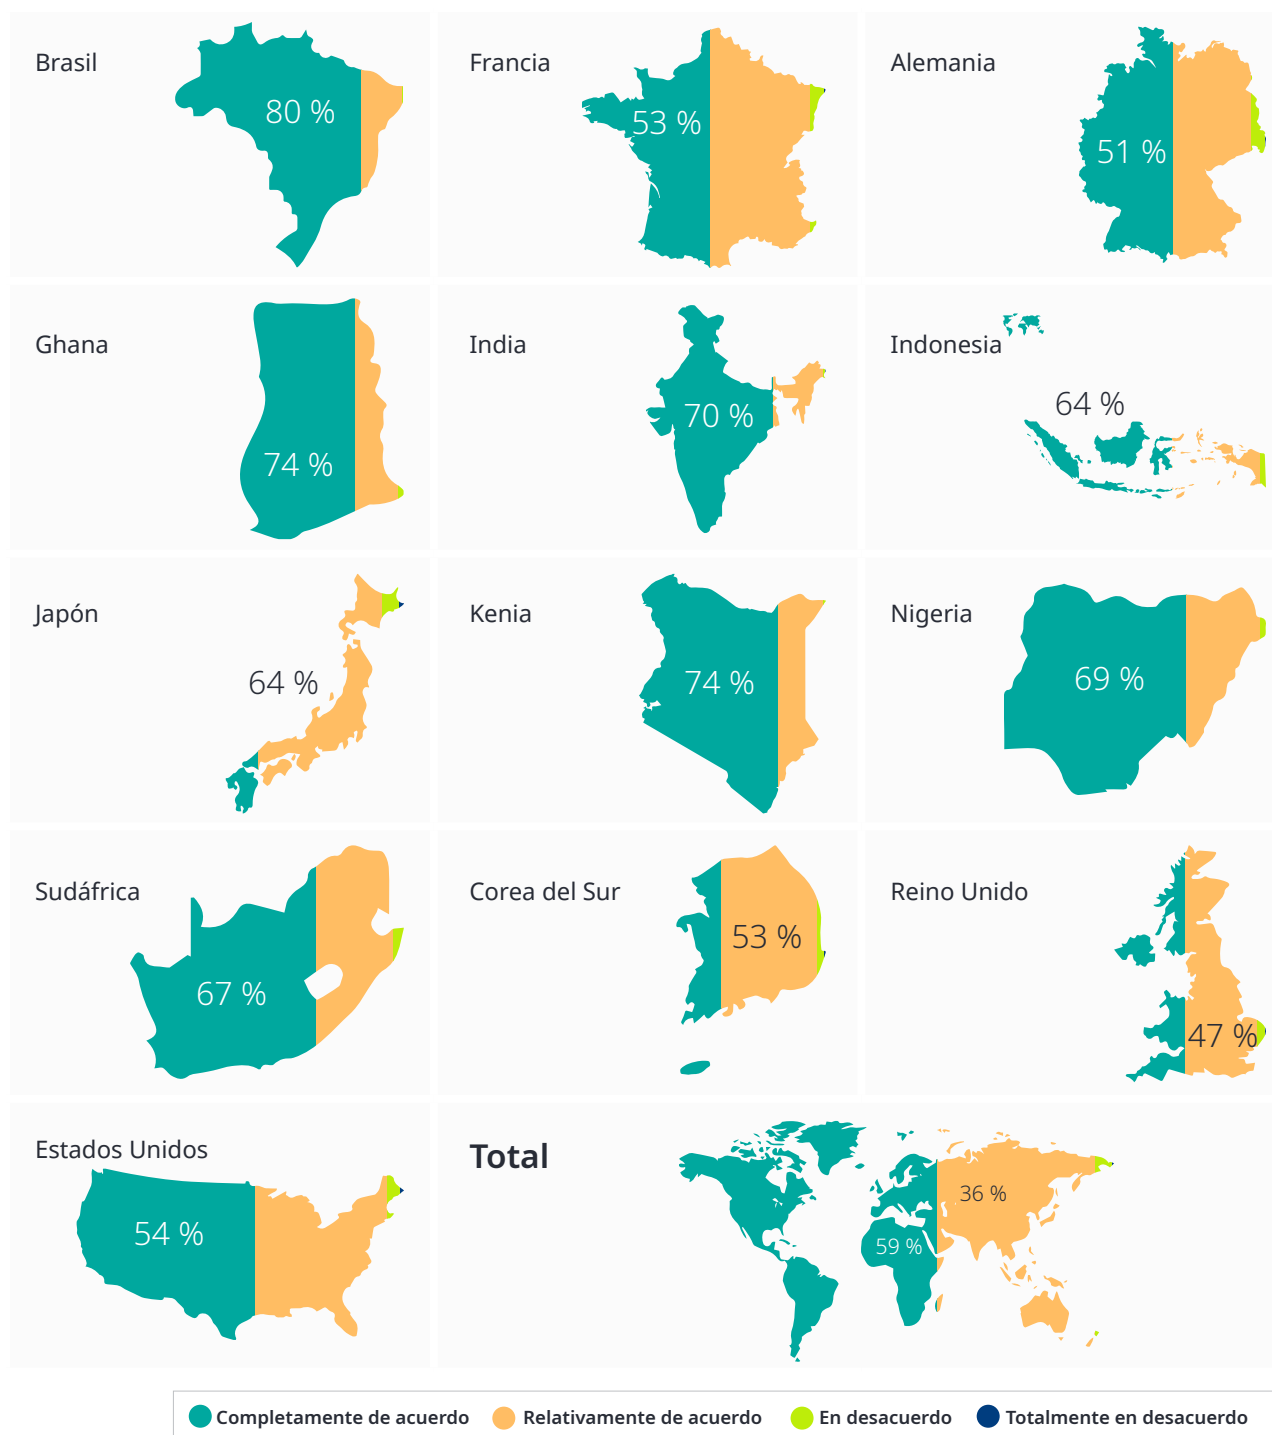 Brasil
80 %
Francia
53 %
Alemania
51 %
Ghana
74 %
India
70 %
Indonesia
64 %
Japón
64 %
Kenia
74 %
Nigeria
69 %
Sudáfrica
67 %
Corea del Sur
53 %
Reino Unido
47 %
Estados Unidos
54 %
Total
36 %
59 %
Completamente de acuerdo
Relativamente de acuerdo
En desacuerdo
Totalmente en desacuerdo